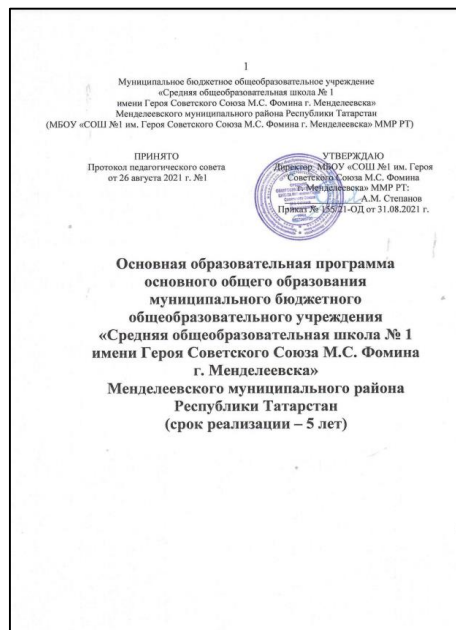 1
Муниципальное бюджетное общеобразовательное учреждение
«Средняя общеобразовательная школа № 1
имени Героя Советского Союза М.С. Фомина г. Менделеевска»
Менделеевского муниципального района Республики Татарстан
(МБОУ «СОШ №1 им. Героя Советского Союза М.С. Фомина г. Менделеевска» ММР РТ)
ПРИНЯТО
Протокол педагогического совета
от 26 августа 2021 г. №1
УТВЕРЖДАЮ
Директор МБОУ «СОШ №1 им. Героя
Советского Союза М.С. Фомина
г. Менделеевска» ММР РТ:
А.М. Степанов
Приказ № 155/21-ОД от 31.08.2021 г.
Основная образовательная программа
основного общего образования
муниципального бюджетного
общеобразовательного учреждения
«Средняя общеобразовательная школа № 1
имени Героя Советского Союза М.С. Фомина
г. Менделеевска»
Менделеевского муниципального района
Республики Татарстан
(срок реализации – 5 лет)